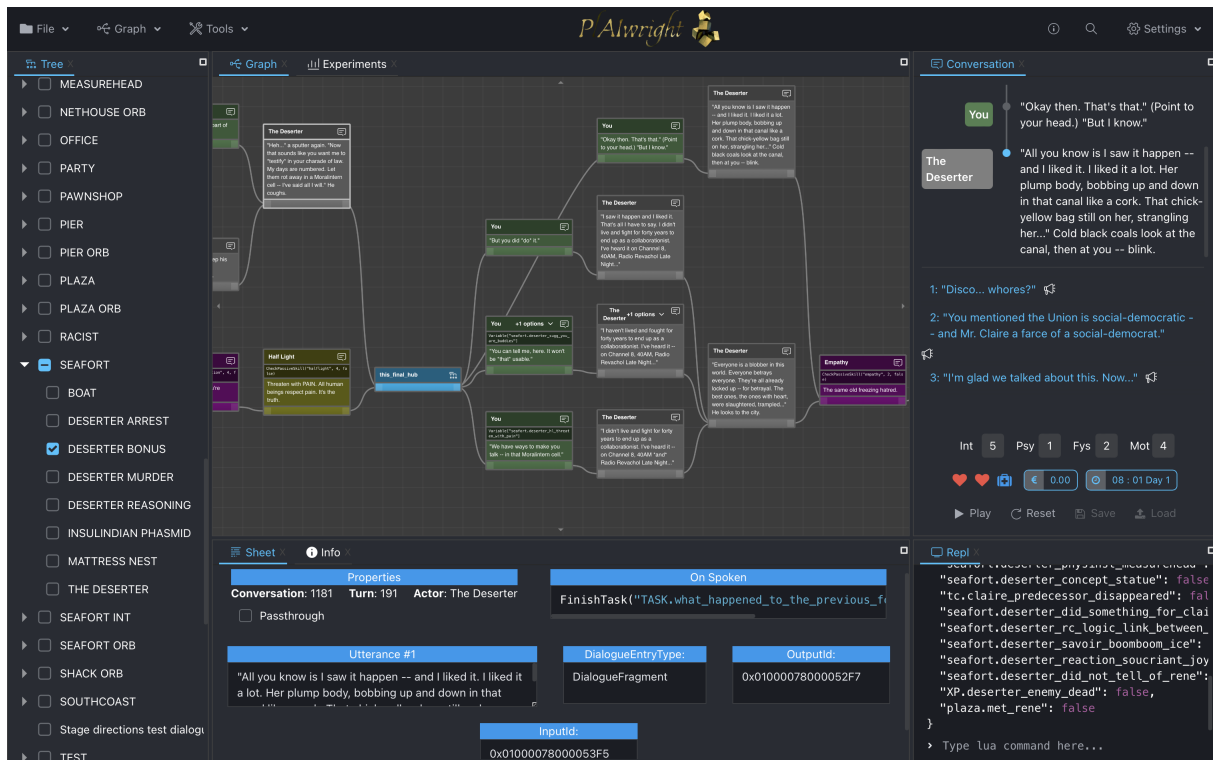 File
Graph
Tools
P'AIwright
Settings
Tree
MEASUREHEAD
NETHOUSE ORB
OFFICE
PARTY
PAWNSHOP
PIER
PIER ORB
PLAZA
PLAZA ORB
RACIST
SEAFORT
BOAT
DESERTER ARREST
DESERTER BONUS
DESERTER MURDER
DESERTER REASONING
INSULINDIAN PHASMID
MATTRESS NEST
THE DESERTER
SEAFORT INT
SEAFORT ORB
SHACK ORB
SOUTHCOAST
Stage directions test dialogu
TEST
Graph
Experiments
The Deserter
"Heh..." a sputter again. "Now
that sounds like you want me to
"testify" in your charade of law.
My days are numbered. Let
them rot away in a Moralintern
cell -- I've said all I will." He
coughs.
Half Light
CheckPassiveSkill("halflight", 4, fa
lse)
Threaten with PAIN. All human
beings respect pain. It's the
truth.
this_final_hub
You
"But you did "do" it."
You
+1 options
"You can tell me, here. It won't
be "that" usable."
You
"We have ways to make you
talk -- in that Moralintern cell."
You
"Okay then. That's that." (Point
to your head.) "But I know."
The Deserter
"I saw it happen and I liked it.
That's all I have to say. I didn't
live and fight for forty years to
end up as a collaborationist.
I've heard it on Channel 8,
40AM, Radio Revachol Late
Night..."
The
Deserter
+1 options
"I haven't lived and fought for
forty years to end up as a
collaborationist. I've heard it --
on Channel 8, 40AM, Radio
Revachol Late Night..."
The Deserter
"I didn't live and fight for forty
years to end up as a
collaborationist. I've heard it --
on Channel 8, 40AM "and"
Radio Revachol Late Night..."
The Deserter
"All you know is I saw it happen
-- and I liked it. I liked it a lot.
Her plump body, bobbing up
and down in that canal like a
cork. That chick-yellow bag still
on her, strangling her..." Cold
black coals look at the canal,
then at you -- blink.
The Deserter
"Everyone is a blobber in this
world. Everyone betrays
everyone. They're all already
locked up -- for betrayal. The
best ones, the ones with heart,
were slaughtered, trampled..."
He looks to the city.
Empathy
CheckPassiveSkill("empathy", 2, fals
e)
The same old freezing hatred.
Sheet
Info
Properties
Conversation: 1181 Turn: 191 Actor: The Deserter
Passthrough
On Spoken
FinishTask("TASK.what_happened_to_the_previous_fo
Utterance #1
"All you know is I saw it happen -- and I liked it. I liked it
a lot. Her plump body, bobbing up and down in that
DialogueEntryType:
DialogueFragment
OutputId:
0x01000078000052F7
InputId:
0x01000078000053F5
Conversation
You
"Okay then. That's that." (Point to
your head.) "But I know."
The
Deserter
"All you know is I saw it happen --
and I liked it. I liked it a lot. Her
plump body, bobbing up and down
in that canal like a cork. That chick-
yellow bag still on her, strangling
her..." Cold black coals look at the
canal, then at you -- blink.
1: "Disco... whores?"
2: "You mentioned the Union is social-democratic -
- and Mr. Claire a farce of a social-democrat."
3: "I'm glad we talked about this. Now..."
Int 5 Psy 1 Fys 2 Mot 4
€ 0.00
08 : 01 Day 1
Play
Reset
Save
Load
Repl
"seafort.deserter_concept_statue": false
"tc.claire_predecessor_disappeared": fal
"seafort.deserter_did_something_for_clai
"seafort.deserter_rc_logic_link_between_
"seafort.deserter_savoir_boomboom_ice":
"seafort.deserter_reaction_soucriant_joy
"seafort.deserter_did_not_tell_of_rene":
"XP.deserter_enemy_dead": false,
"plaza.met_rene": false
}
> Type lua command here...